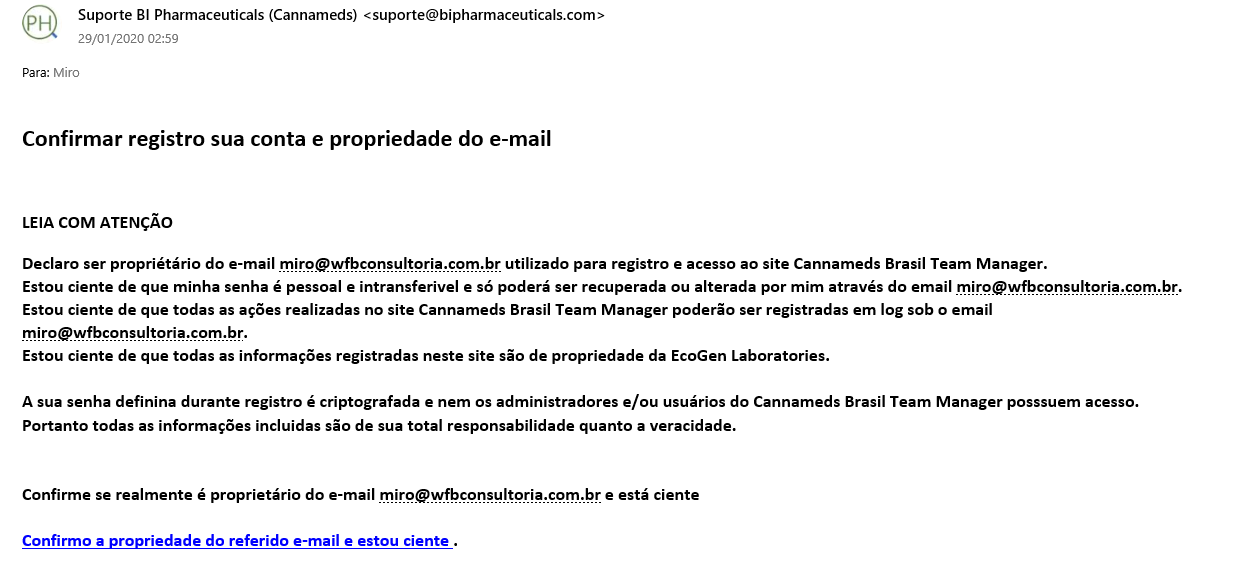 PH
Suporte BI Pharmaceuticals (Cannameds) <suporte@bipharmaceuticals.com>
29/01/2020 02:59
Para: Miro
Confirmar registro sua conta e propriedade do e-mail
LEIA COM ATENÇÃO
Declaro ser propriétário do e-mail miro@wfbconsultoria.com.br utilizado para registro e acesso ao site Cannameds Brasil Team Manager.
Estou ciente de que minha senha é pessoal e intransferivel e só poderá ser recuperada ou alterada por mim através do email miro@wfbconsultoria.com.br.
Estou ciente de que todas as ações realizadas no site Cannameds Brasil Team Manager poderão ser registradas em log sob o email
miro@wfbconsultoria.com.br.
Estou ciente de que todas as informações registradas neste site são de propriedade da EcoGen Laboratories.
A sua senha definina durante registro é criptografada e nem os administradores e/ou usuários do Cannameds Brasil Team Manager posssuem acesso.
Portanto todas as informações incluidas são de sua total responsabilidade quanto a veracidade.
Confirme se realmente é proprietário do e-mail miro@wfbconsultoria.com.br e está ciente
Confirmo a propriedade do referido e-mail e estou ciente .